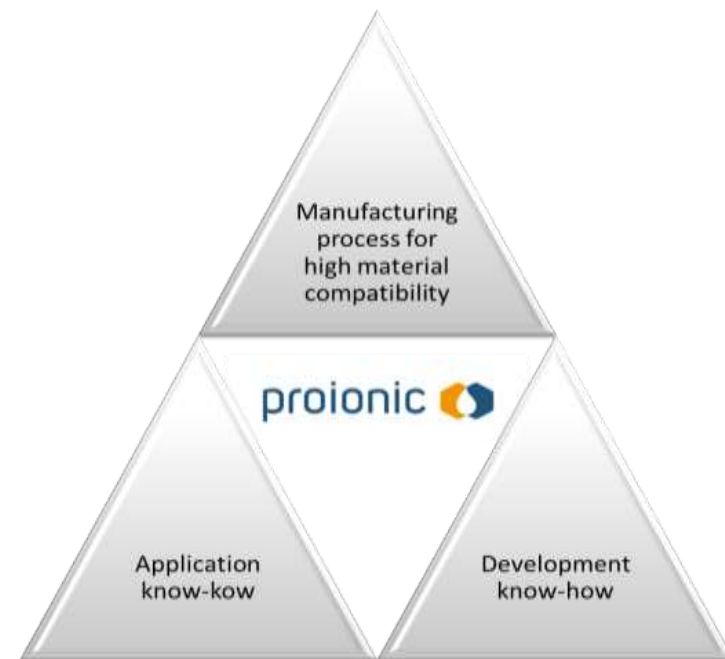 Manufacturing
process for
high material
compatibility
proionic
Application
know-kow
Development
know-how